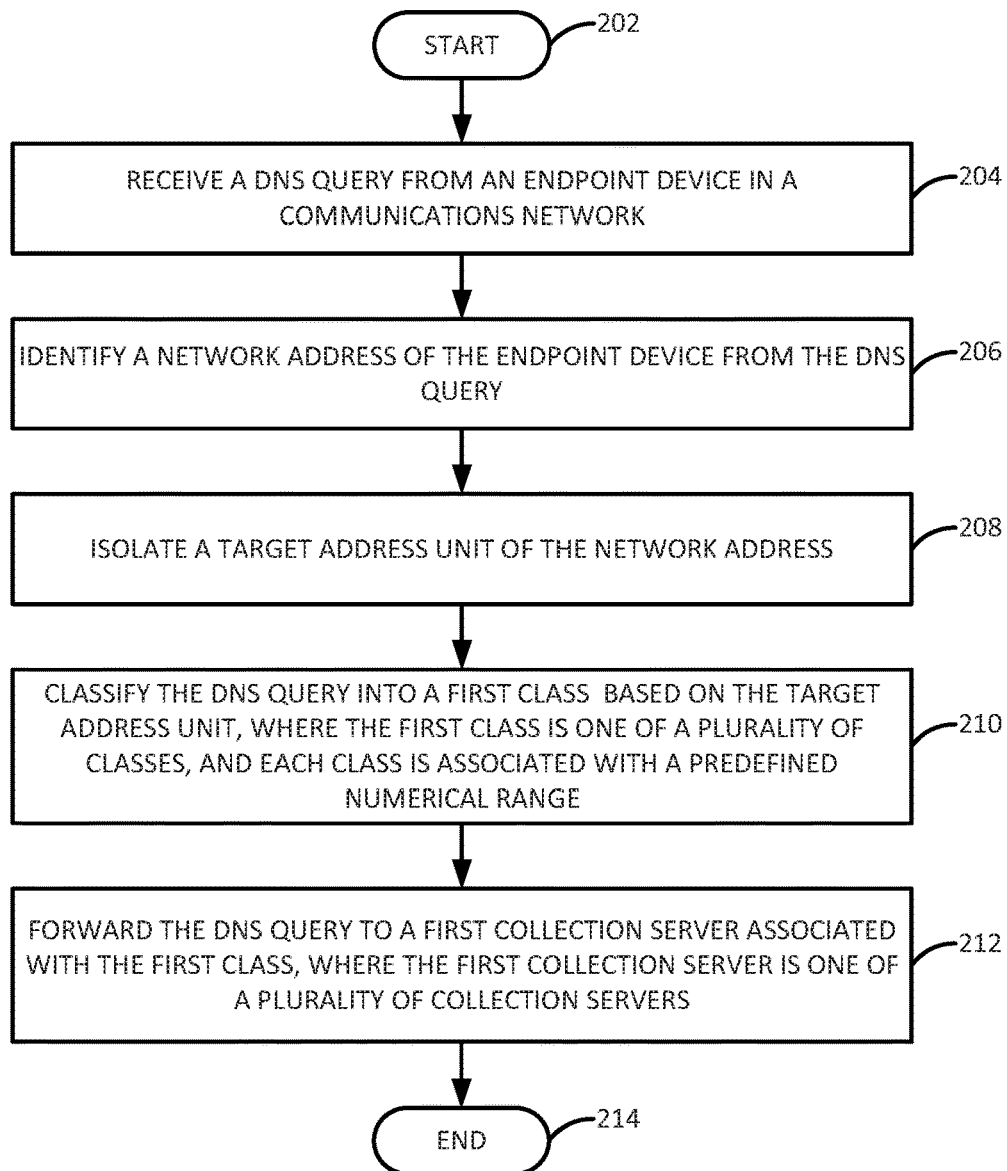 START
202
RECEIVE A DNS QUERY FROM AN ENDPOINT DEVICE IN A
COMMUNICATIONS NETWORK
204
IDENTIFY A NETWORK ADDRESS OF THE ENDPOINT DEVICE FROM THE DNS
QUERY
206
ISOLATE A TARGET ADDRESS UNIT OF THE NETWORK ADDRESS
208
CLASSIFY THE DNS QUERY INTO A FIRST CLASS BASED ON THE TARGET
ADDRESS UNIT, WHERE THE FIRST CLASS IS ONE OF A PLURALITY OF
CLASSES, AND EACH CLASS IS ASSOCIATED WITH A PREDEFINED
NUMERICAL RANGE
210
FORWARD THE DNS QUERY TO A FIRST COLLECTION SERVER ASSOCIATED
WITH THE FIRST CLASS, WHERE THE FIRST COLLECTION SERVER IS ONE OF
A PLURALITY OF COLLECTION SERVERS
212
END
214